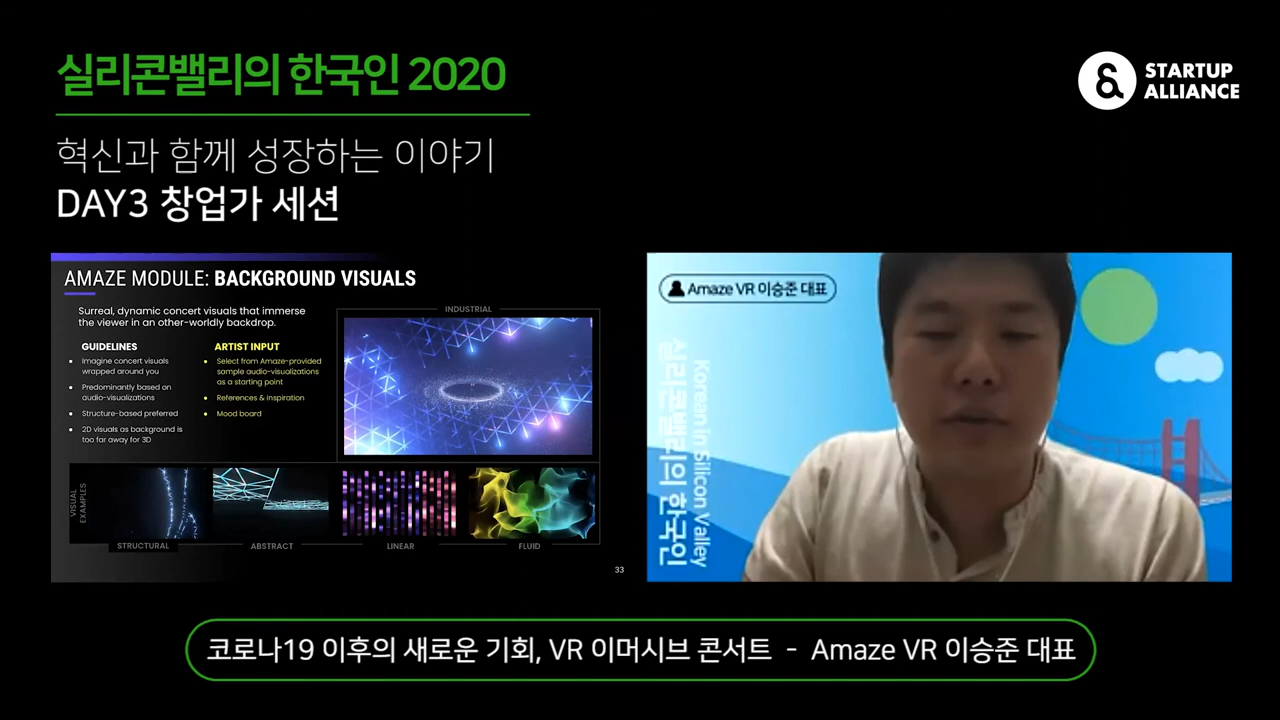 실리콘밸리의 한국인 2020
STARTUP
ALLIANCE
혁신과 함께 성장하는 이야기
DAY3 창업가 세션
AMAZE MODULE: BACKGROUND VISUALS
Surreal, dynamic concert visuals that immerse
the viewer in an other-worldly backdrop.
GUIDELINES
• Imagine concert visuals
wrapped around you
• Predominantly based on
audio-visualizations
• Structure-based preferred
• 2D visuals as background is
too far away for 3D
ARTIST INPUT
• Select from Amaze-provided
sample audio-visualizations
as a starting point
• References & Inspiration
• Mood board
INDUSTRIAL
VISUAL
EXAMPLES
STRUCTURAL
ABSTRACT
LINEAR
FLUID
33
Amaze VR 이승준 대표
Korean in Silicon Valley
실리콘밸리의 한국인
코로나19 이후의 새로운 기회, VR 이머시브 콘서트 - Amaze VR 이승준 대표